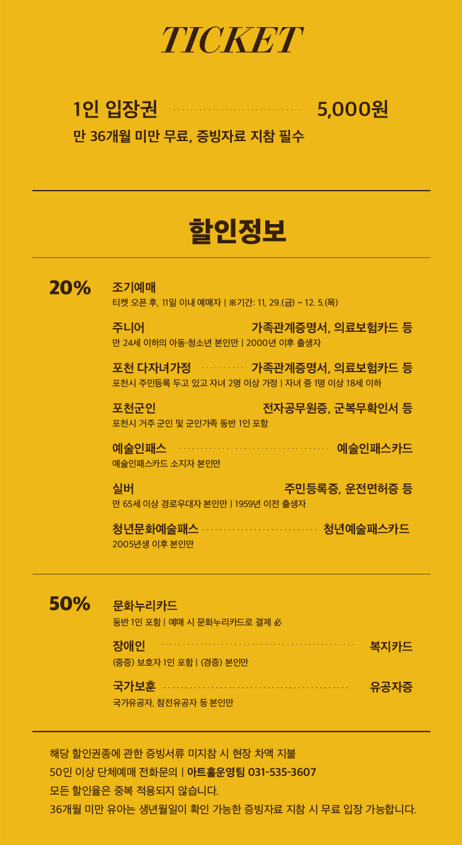 TICKET
1인 입장권 5,000원
만 36개월 미만 무료, 증빙자료 지참 필수
할인정보
20% 조기예매
티켓 오픈 후, 11일 이내 예매자 | ※기간: 11, 29.(금) ~ 12. 5.(목)
주니어 가족관계증명서, 의료보험카드 등
만 24세 이하의 아동·청소년 본인만 | 2000년 이후 출생자
포천 다자녀가정 가족관계증명서, 의료보험카드 등
포천시 주민등록 두고 있고 자녀 2명 이상 가정 | 자녀 중 1명 이상 18세 이하
포천군인 전자공무원증, 군복무확인서 등
포천시 거주 군인 및 군인가족 동반 1인 포함
예술인패스 예술인패스카드
예술인패스카드 소지자 본인만
실버 주민등록증, 운전면허증 등
만 65세 이상 경로우대자 본인만 | 1959년 이전 출생자
청년문화예술패스 청년예술패스카드
2005년생 이후 본인만
50% 문화누리카드
동반 1인 포함 | 예매 시 문화누리카드로 결제 必
장애인 복지카드
(중증) 보호자 1인 포함 | (경증) 본인만
국가보훈 유공자증
국가유공자, 참전유공자 등 본인만
해당 할인권종에 관한 증빙서류 미지참 시 현장 차액 지불
50인 이상 단체예매 전화문의 | 아트홀운영팀 031-535-3607
모든 할인율은 중복 적용되지 않습니다.
36개월 미만 유아는 생년월일이 확인 가능한 증빙자료 지참 시 무료 입장 가능합니다.